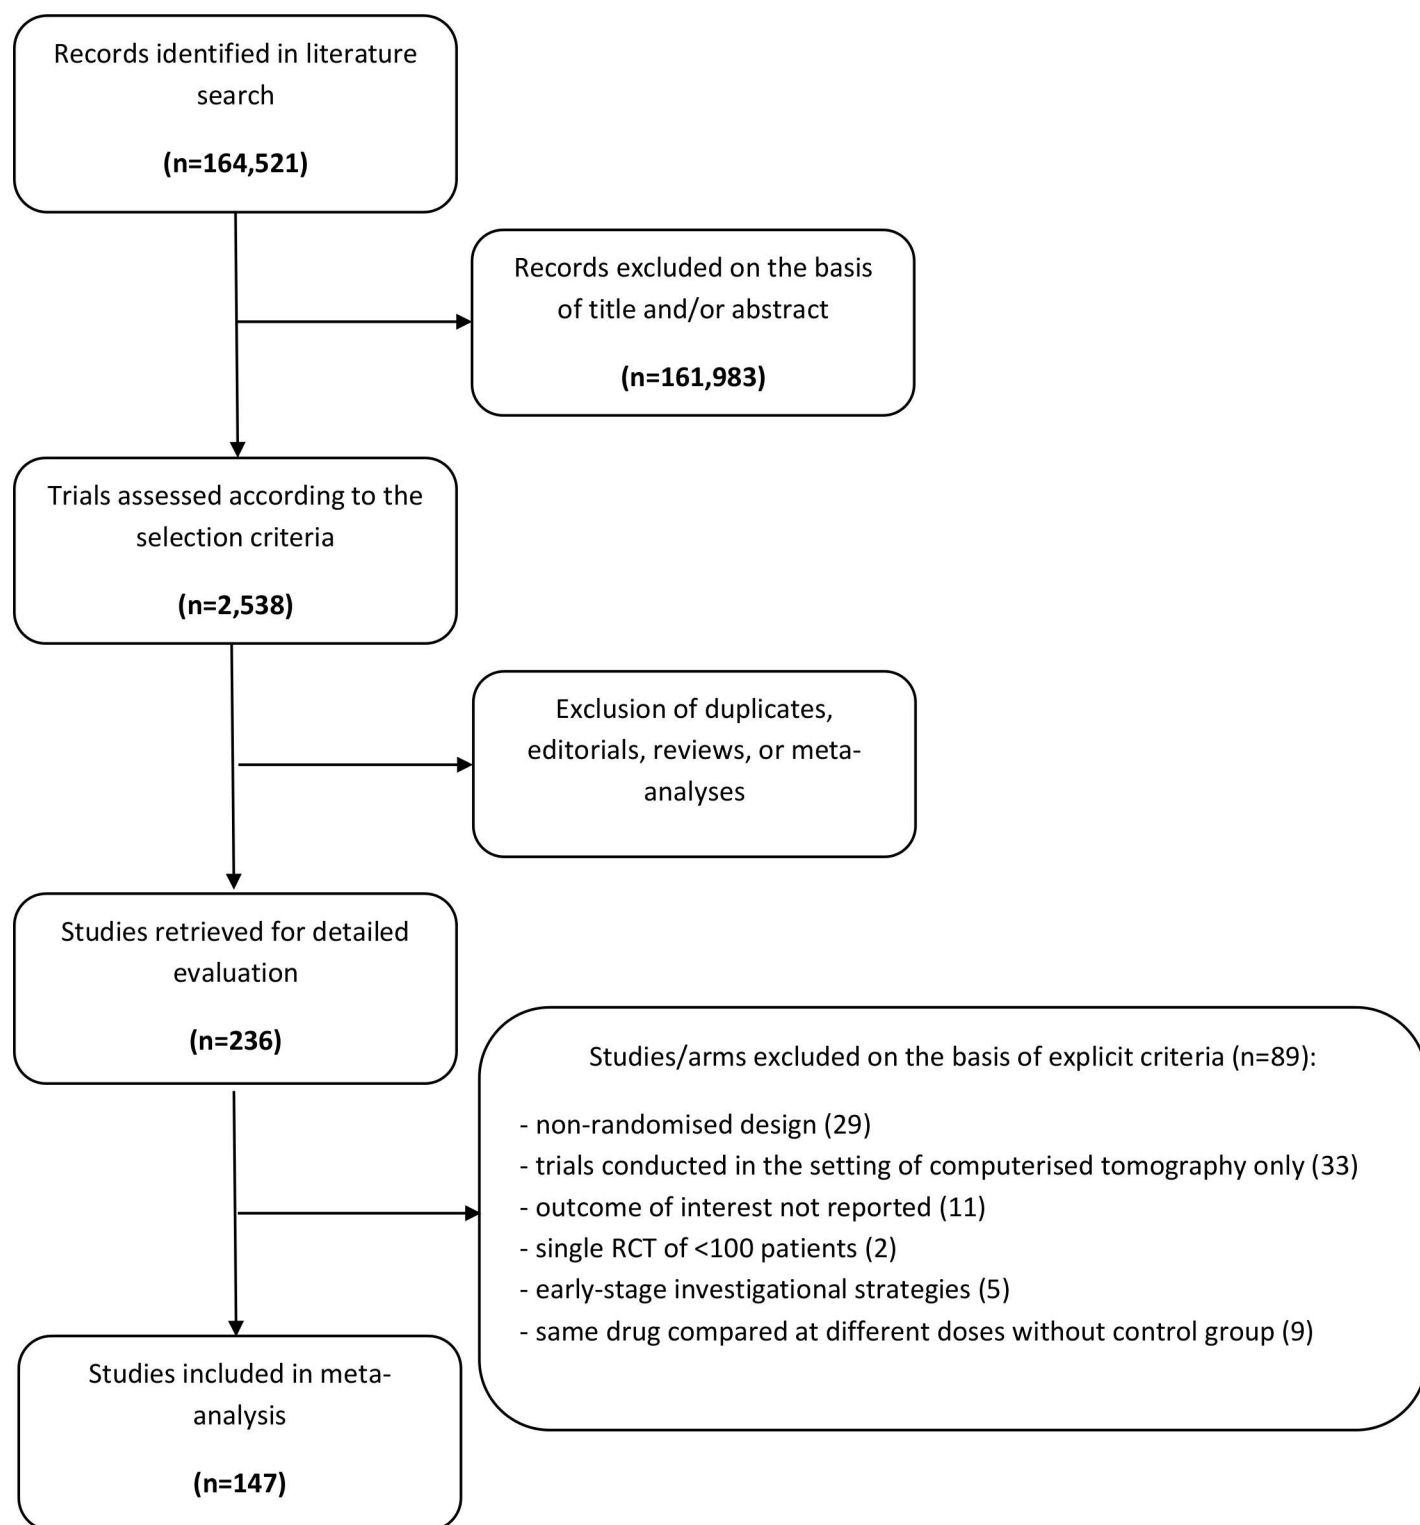 Records identified in literature
search
(n=164,521)
Records excluded on the basis
of title and/or abstract
(n=161,983)
Trials assessed according to the
selection criteria
(n=2,538)
Exclusion of duplicates,
editorials, reviews, or meta-
analyses
Studies retrieved for detailed
evaluation
(n=236)
Studies/arms excluded on the basis of explicit criteria (n=89):
- non-randomised design (29)
- trials conducted in the setting of computerised tomography only (33)
- outcome of interest not reported (11)
- single RCT of <100 patients (2)
- early-stage investigational strategies (5)
- same drug compared at different doses without control group (9)
Studies included in meta-
analysis
(n=147)